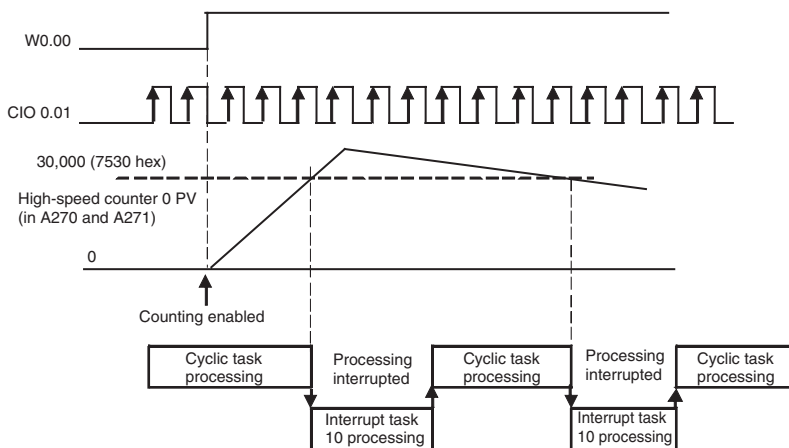 W0.00
CIO 0.01
30,000 (7530 hex)
High-speed counter 0 PV
(in A270 and A271)
0
Counting enabled
Cyclic task
processing
Processing
interrupted
Cyclic task
processing
Processing
interrupted
Cyclic task
processing
Interrupt task
10 processing
Interrupt task
10 processing